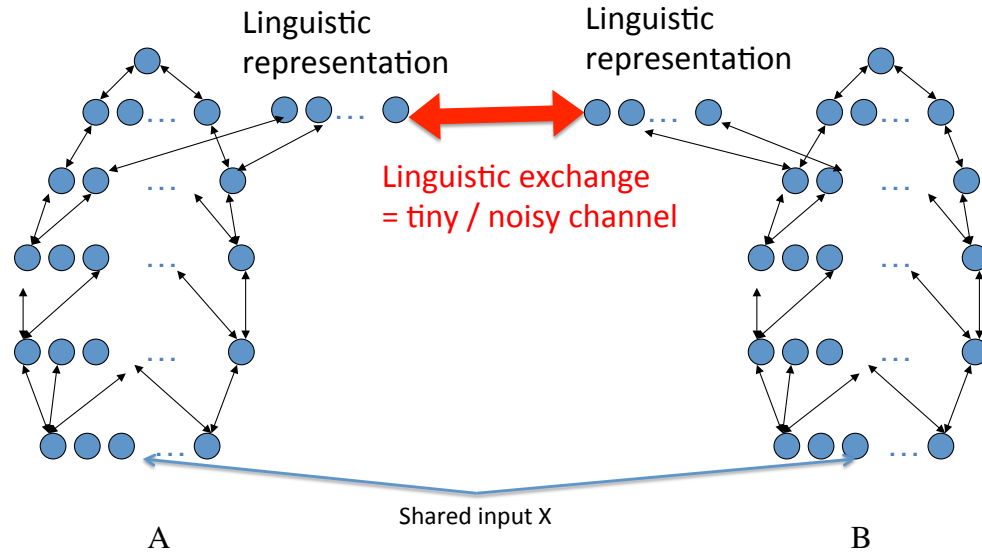 Linguistic
representation
Linguistic
representation
Linguistic exchange
= tiny / noisy channel
Shared input X
A
B